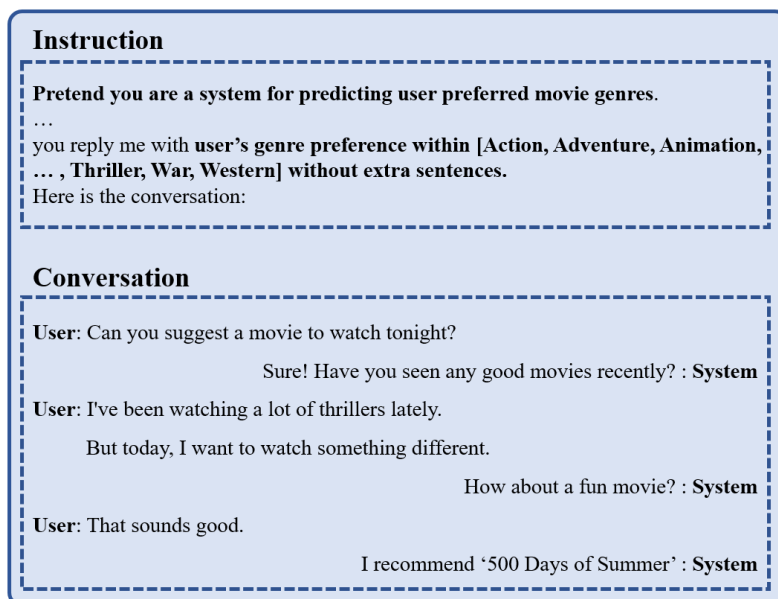 Instruction
Pretend you are a system for predicting user preferred movie genres.
…
you reply me with user's genre preference within [Action, Adventure, Animation,
… , Thriller, War, Western] without extra sentences.
Here is the conversation:
Conversation
User: Can you suggest a movie to watch tonight?
Sure! Have you seen any good movies recently? : System
User: I've been watching a lot of thrillers lately.
But today, I want to watch something different.
How about a fun movie? : System
User: That sounds good.
I recommend ‘500 Days of Summer’ : System